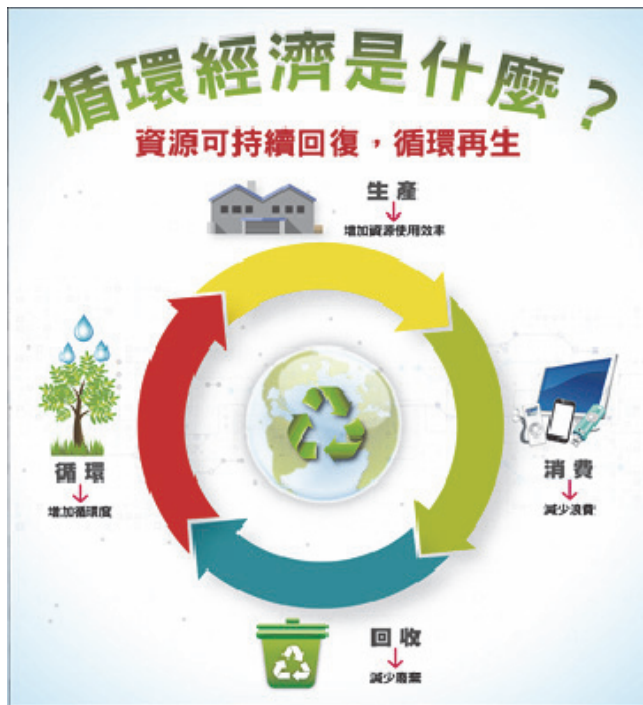 循環經濟是什麼？
資源可持續回復，循環再生
生產
增加資源使用效率
消費
減少浪費
回收
減少廢棄
循環
增加循環度